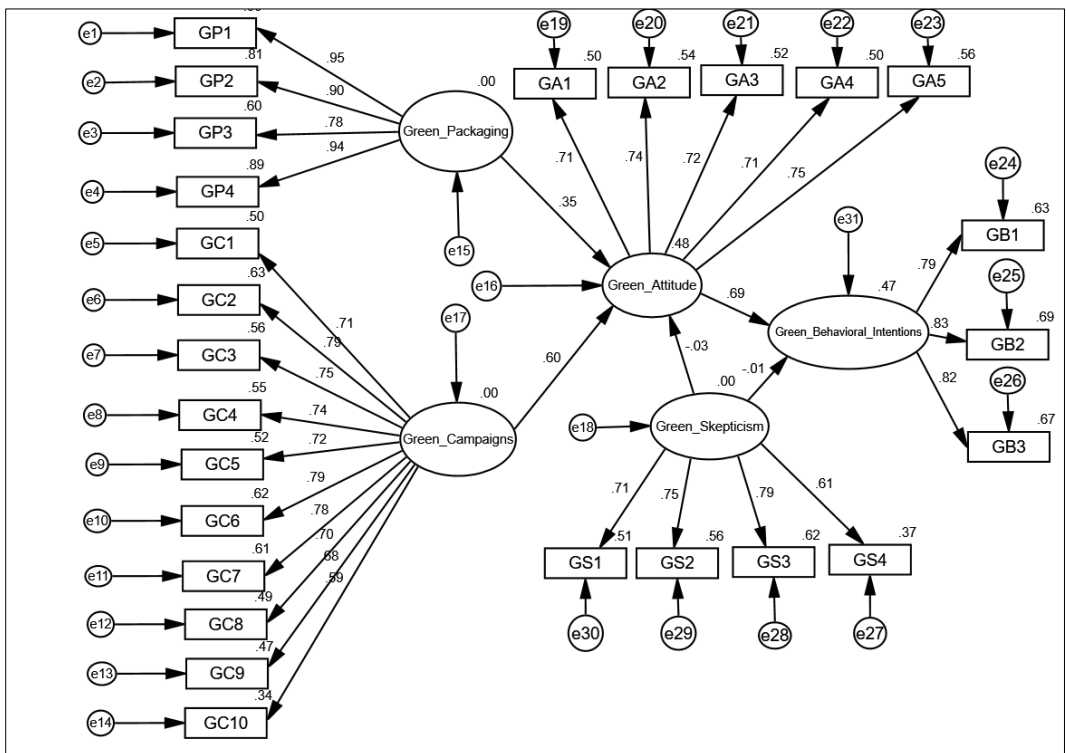 e1
GP1
.95
.81
e2
GP2
.90
.60
e3
GP3
.78
.94
.89
e4
GP4
.00
Green_Packaging
e15
.35
e19
.50
GA1
e20
.54
GA2
e21
.52
GA3
e22
.50
GA4
e23
.56
GA5
.71
.74
.72
.71
.75
.50
e5
GC1
.63
e6
GC2
.56
e7
GC3
.55
e8
GC4
.52
e9
GC5
.62
e10
GC6
.61
e11
GC7
.49
e12
GC8
.47
e13
GC9
.34
e14
GC10
.71
.79
.75
.74
.72
.79
.78
.70
.68
.59
e17
.00
Green_Campaigns
.60
e16
.48
Green_Attitude
.69
-.03
-.01
e31
.47
Green_Behavioral_Intentions
.79
.83
.82
e24
.63
GB1
e25
.69
GB2
e26
.67
GB3
e18
.00
Green_Skepticism
.71
.75
.79
.61
.51
GS1
.56
GS2
.62
GS3
.37
GS4
e30
e29
e28
e27